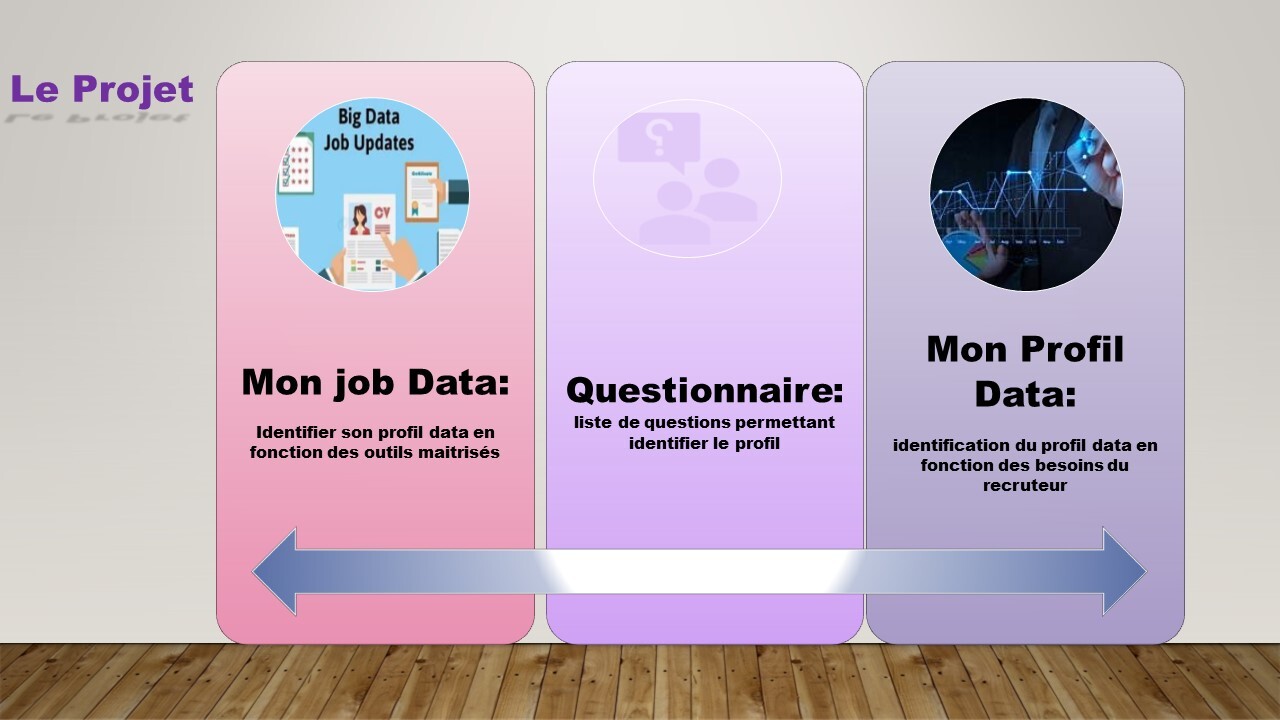 Le Projet
Big Data
Job Updates
CV
Mon job Data:
Identifier son profil data en
fonction des outils maitrisés
?
Questionnaire:
liste de questions permettant
identifier le profil
Mon Profil
Data:
identification du profil data en
fonction des besoins du
recruteur